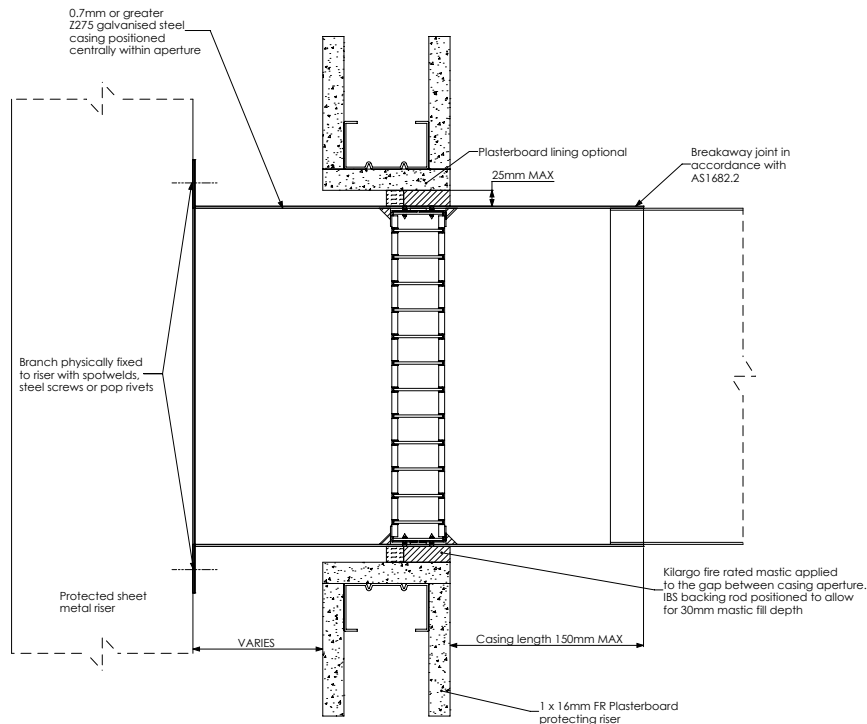 0.7mm or greater
Z275 galvanised steel
casing positioned
centrally within aperture
Plasterboard lining optional
25mm MAX
Breakaway joint in
accordance with
AS1682.2
Branch physically fixed
to riser with spotwelds,
steel screws or pop rivets
Protected sheet
metal riser
VARIES
Casing length 150mm MAX
Kilargo fire rated mastic applied
to the gap between casing aperture.
IBS backing rod positioned to allow
for 30mm mastic fill depth
1 x 16mm FR Plasterboard
protecting riser